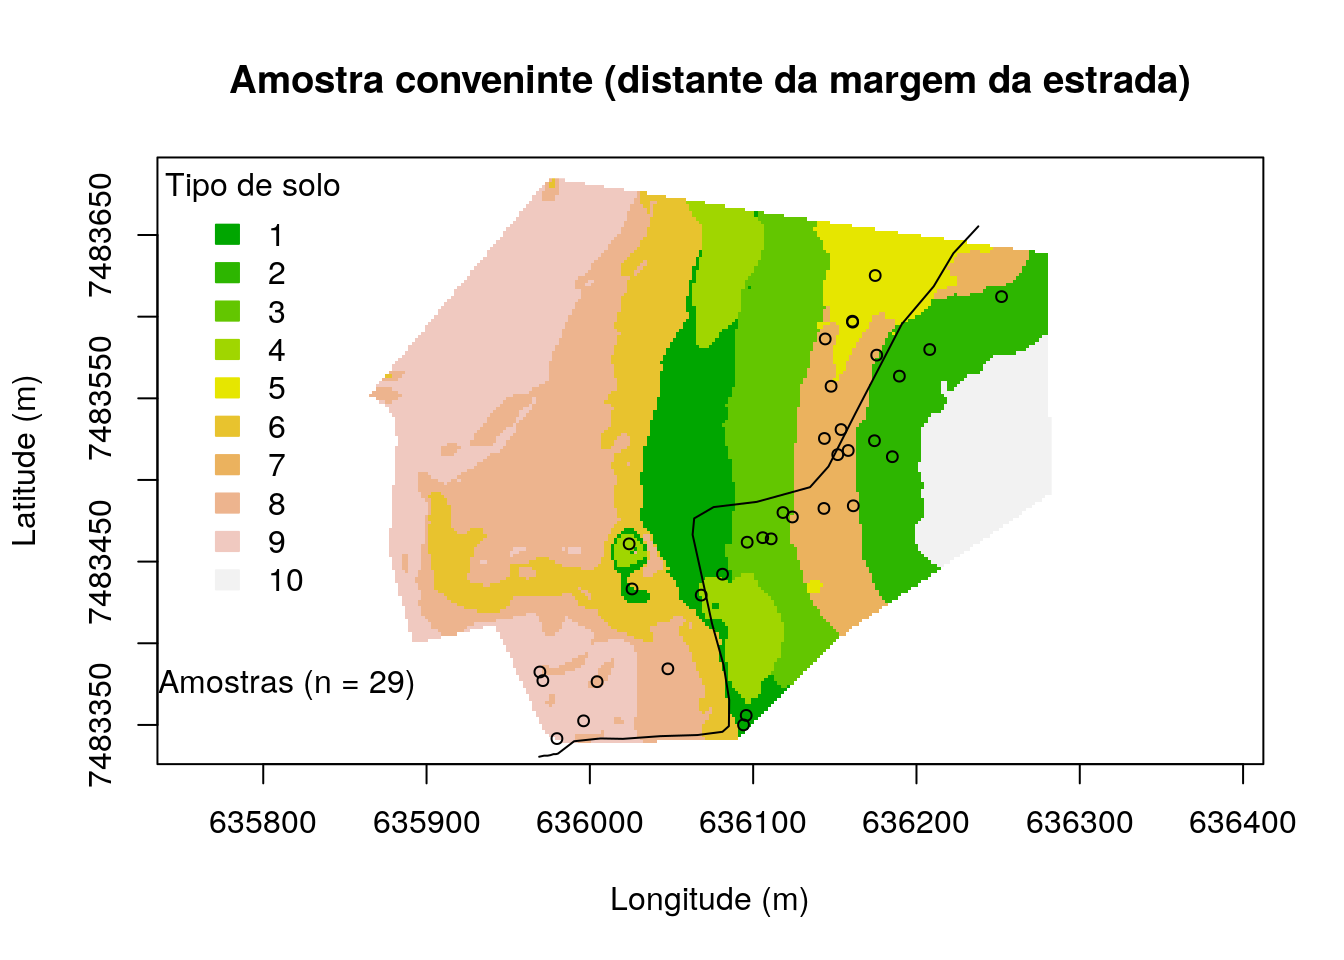 Amostra conveninte (distante da margem da estrada)
Tipo de solo
1
2
3
4
5
6
7
8
9
10
Amostras (n = 29)
7483650
7483550
7483450
7483350
Latitude (m)
635800 635900 636000 636100 636200 636300 636400
Longitude (m)